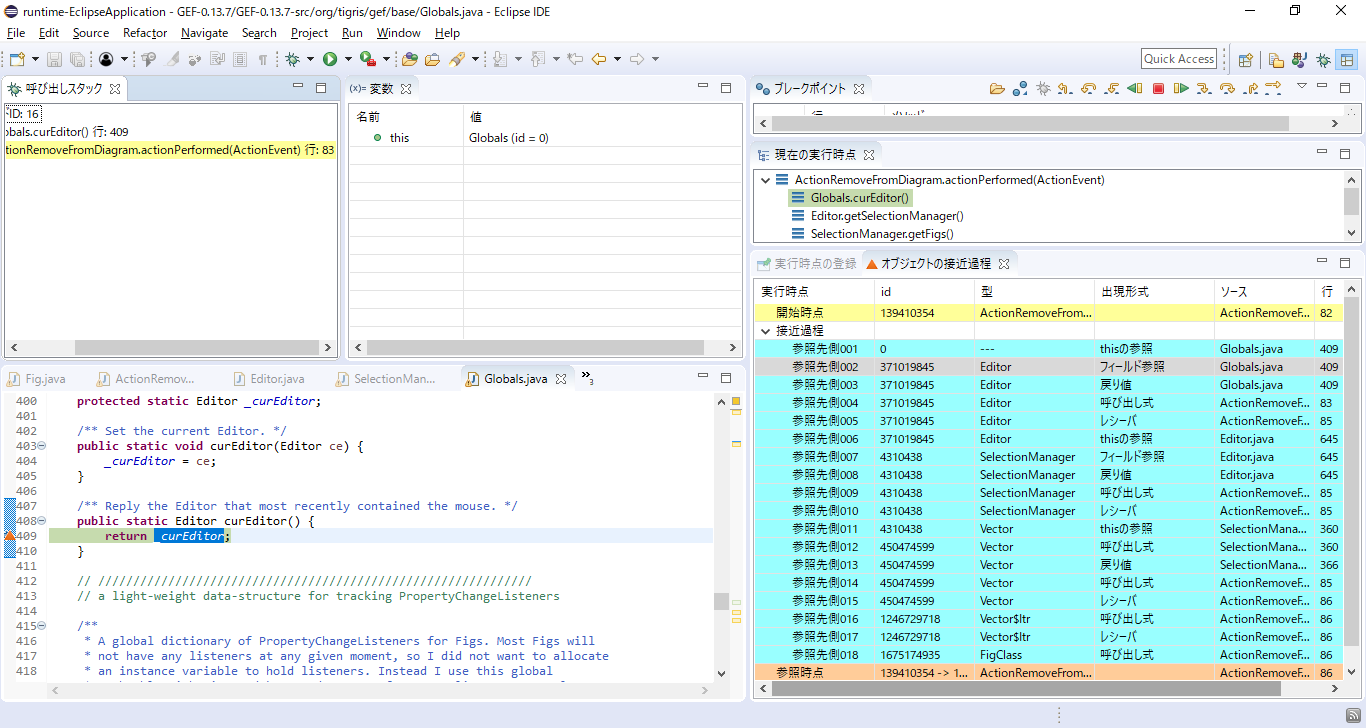 runtime-EclipseApplication - GEF-0.13.7/GEF-0.13.7-src/org/tigris/gef/base/Globals.java - Eclipse IDE
File Edit Source Refactor Navigate Search Project Run Window Help
Quick Access
呼び出しスタック
ID: 16
obals.curEditor() 行: 409
tionRemoveFromDiagram.actionPerformed(ActionEvent) 行: 83
(x)= 変数
名前 値
this Globals (id = 0)
ブレークポイント
現在の実行時点
ActionRemoveFromDiagram.actionPerformed(ActionEvent)
Globals.curEditor()
Editor.getSelectionManager()
SelectionManager.getFigs()
実行時点の登録 オブジェクトの接近過程
実行時点 id 型 出現形式 ソース 行
開始時点 139410354 ActionRemoveFrom... ActionRemoveF... 82
接近過程
参照先側001 0 --- thisの参照 Globals.java 409
参照先側002 371019845 Editor フィールド参照 Globals.java 409
参照先側003 371019845 Editor 戻り値 Globals.java 409
参照先側004 371019845 Editor 呼び出し式 ActionRemoveF... 83
参照先側005 371019845 Editor レシーバ ActionRemoveF... 85
参照先側006 371019845 Editor thisの参照 Editor.java 645
参照先側007 4310438 SelectionManager フィールド参照 Editor.java 645
参照先側008 4310438 SelectionManager 戻り値 Editor.java 645
参照先側009 4310438 SelectionManager 呼び出し式 ActionRemoveF... 85
参照先側010 4310438 SelectionManager レシーバ ActionRemoveF... 85
参照先側011 4310438 Vector thisの参照 SelectionMana... 360
参照先側012 450474599 Vector 呼び出し式 SelectionMana... 360
参照先側013 450474599 Vector 戻り値 SelectionMana... 366
参照先側014 450474599 Vector 呼び出し式 ActionRemoveF... 85
参照先側015 450474599 Vector レシーバ ActionRemoveF... 86
参照先側016 1246729718 Vector$Itr 呼び出し式 ActionRemoveF... 86
参照先側017 1246729718 Vector$Itr レシーバ ActionRemoveF... 86
参照先側018 1675174935 FigClass 呼び出し式 ActionRemoveF... 86
参照時点 139410354 -> 1... ActionRemoveFrom... ActionRemoveF... 86
Fig.java ActionRemov... Editor.java SelectionMan... Globals.java »3
400 protected static Editor _curEditor;
401
402 /** Set the current Editor. */
403 public static void curEditor(Editor ce) {
404 _curEditor = ce;
405 }
406
407 /** Reply the Editor that most recently contained the mouse. */
408 public static Editor curEditor() {
409 return _curEditor;
410 }
411
412 // //////////////////////////////////////////////////////////////
413 // a light-weight data-structure for tracking PropertyChangeListeners
414
415 /**
416 * A global dictionary of PropertyChangeListeners for Figs. Most Figs will
417 * not have any listeners at any given moment, so I did not want to allocate
418 * an instance variable to hold listeners. Instead I use this global